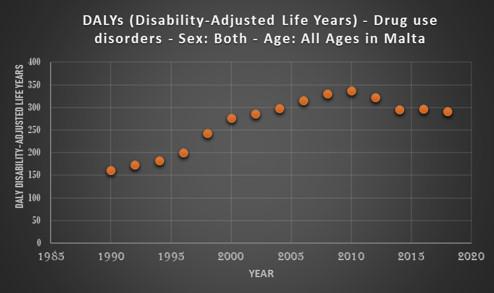 DALYs (Disability-Adjusted Life Years) - Drug use
disorders - Sex: Both - Age: All Ages in Malta
DALY DISABILITY-ADJUSTED LIFE YEARS
400
350
300
250
200
150
100
50
0
1985 1990 1995 2000 2005 2010 2015 2020
YEAR